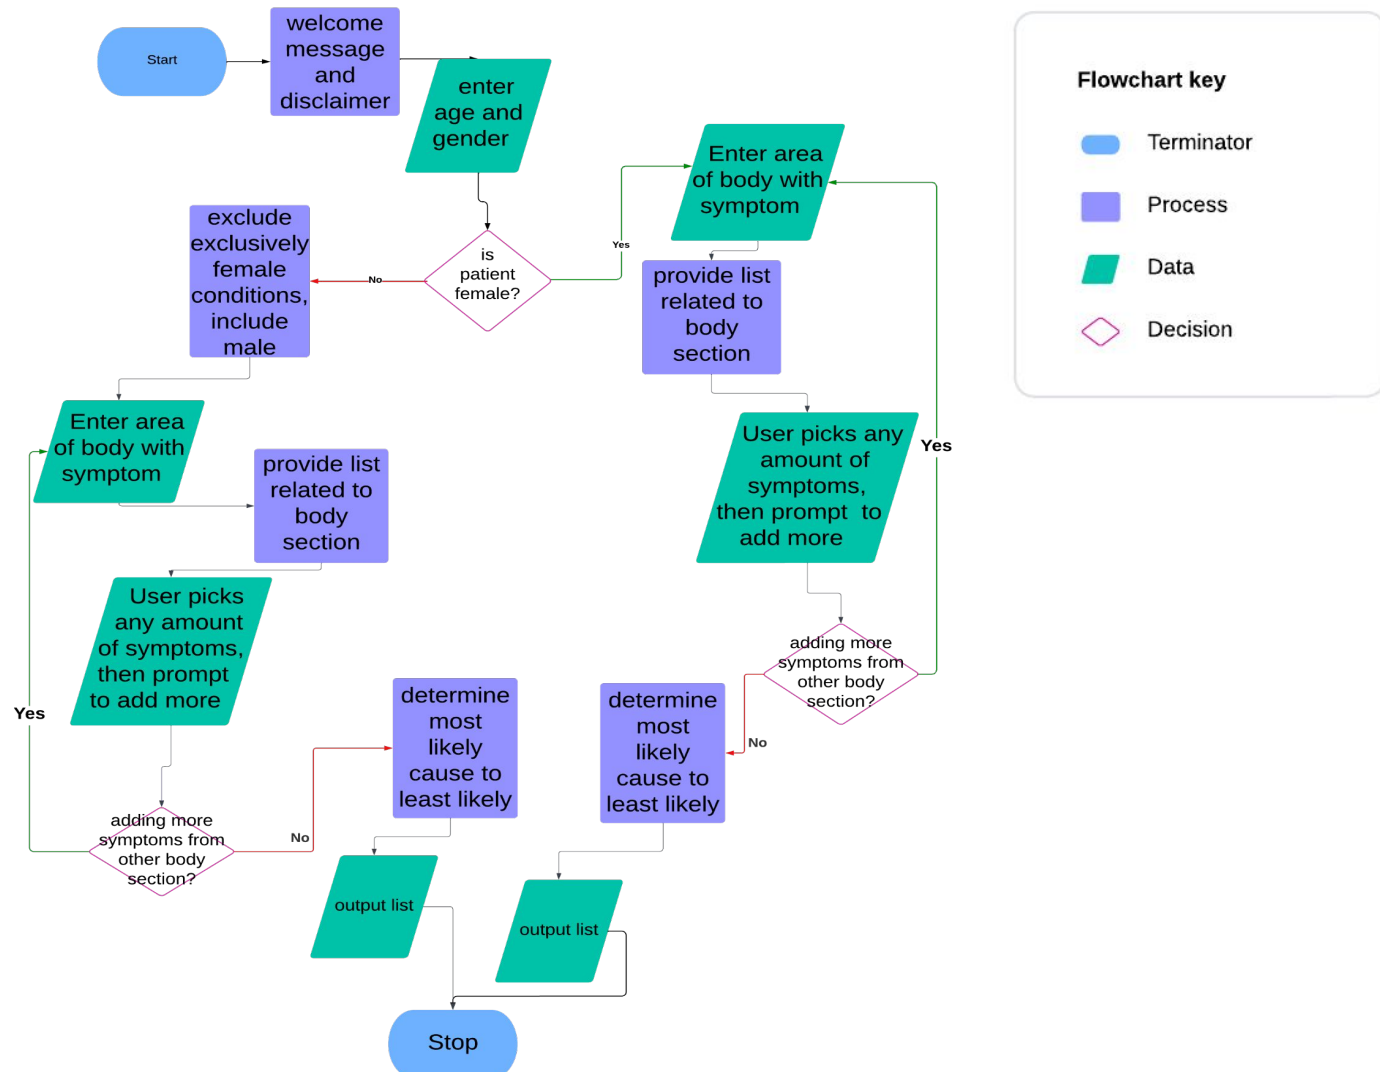 Start
welcome
message
and
disclaimer
enter
age and
gender
is
patient
female?
No
Yes
exclude
exclusively
female
conditions,
include
male
Enter area
of body with
symptom
provide list
related to
body
section
User picks
any amount
of symptoms,
then prompt
to add more
adding more
symptoms from
other body
section?
Yes
No
determine
most
likely
cause to
least likely
output list
Enter area
of body with
symptom
provide list
related to
body
section
User picks any
amount of
symptoms,
then prompt to
add more
adding more
symptoms from
other body
section?
Yes
No
determine
most
likely
cause to
least likely
output list
Stop
Flowchart key
Terminator
Process
Data
Decision